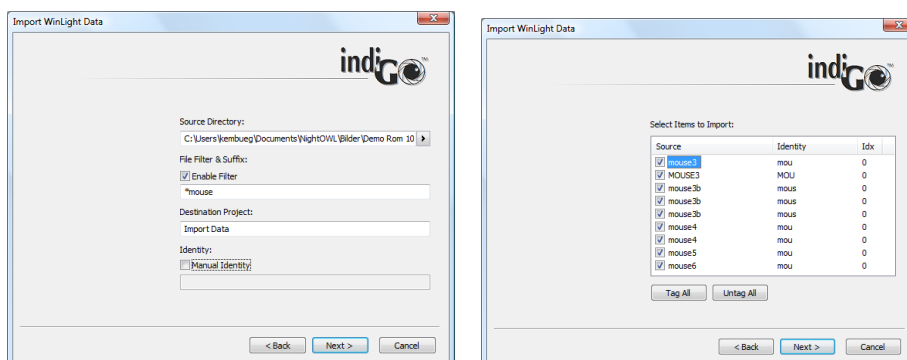 Import WinLight Data
indiGo™
Source Directory:
C:\Users\kembueg\Documents\NightOWL\Bilder\Demo Rom 10
File Filter & Suffix:
Enable Filter
*mouse
Destination Project:
Import Data
Identity:
Manual Identity
< Back Next > Cancel
Import WinLight Data
indiGo™
Select Items to Import:
Source Identity Idx
mouse3 mou 0
MOUSE3 MOU 0
mouse3b mous 0
mouse3b mous 0
mouse3b mous 0
mouse4 mou 0
mouse4 mou 0
mouse5 mou 0
mouse6 mou 0
Tag All Untag All
< Back Next > Cancel